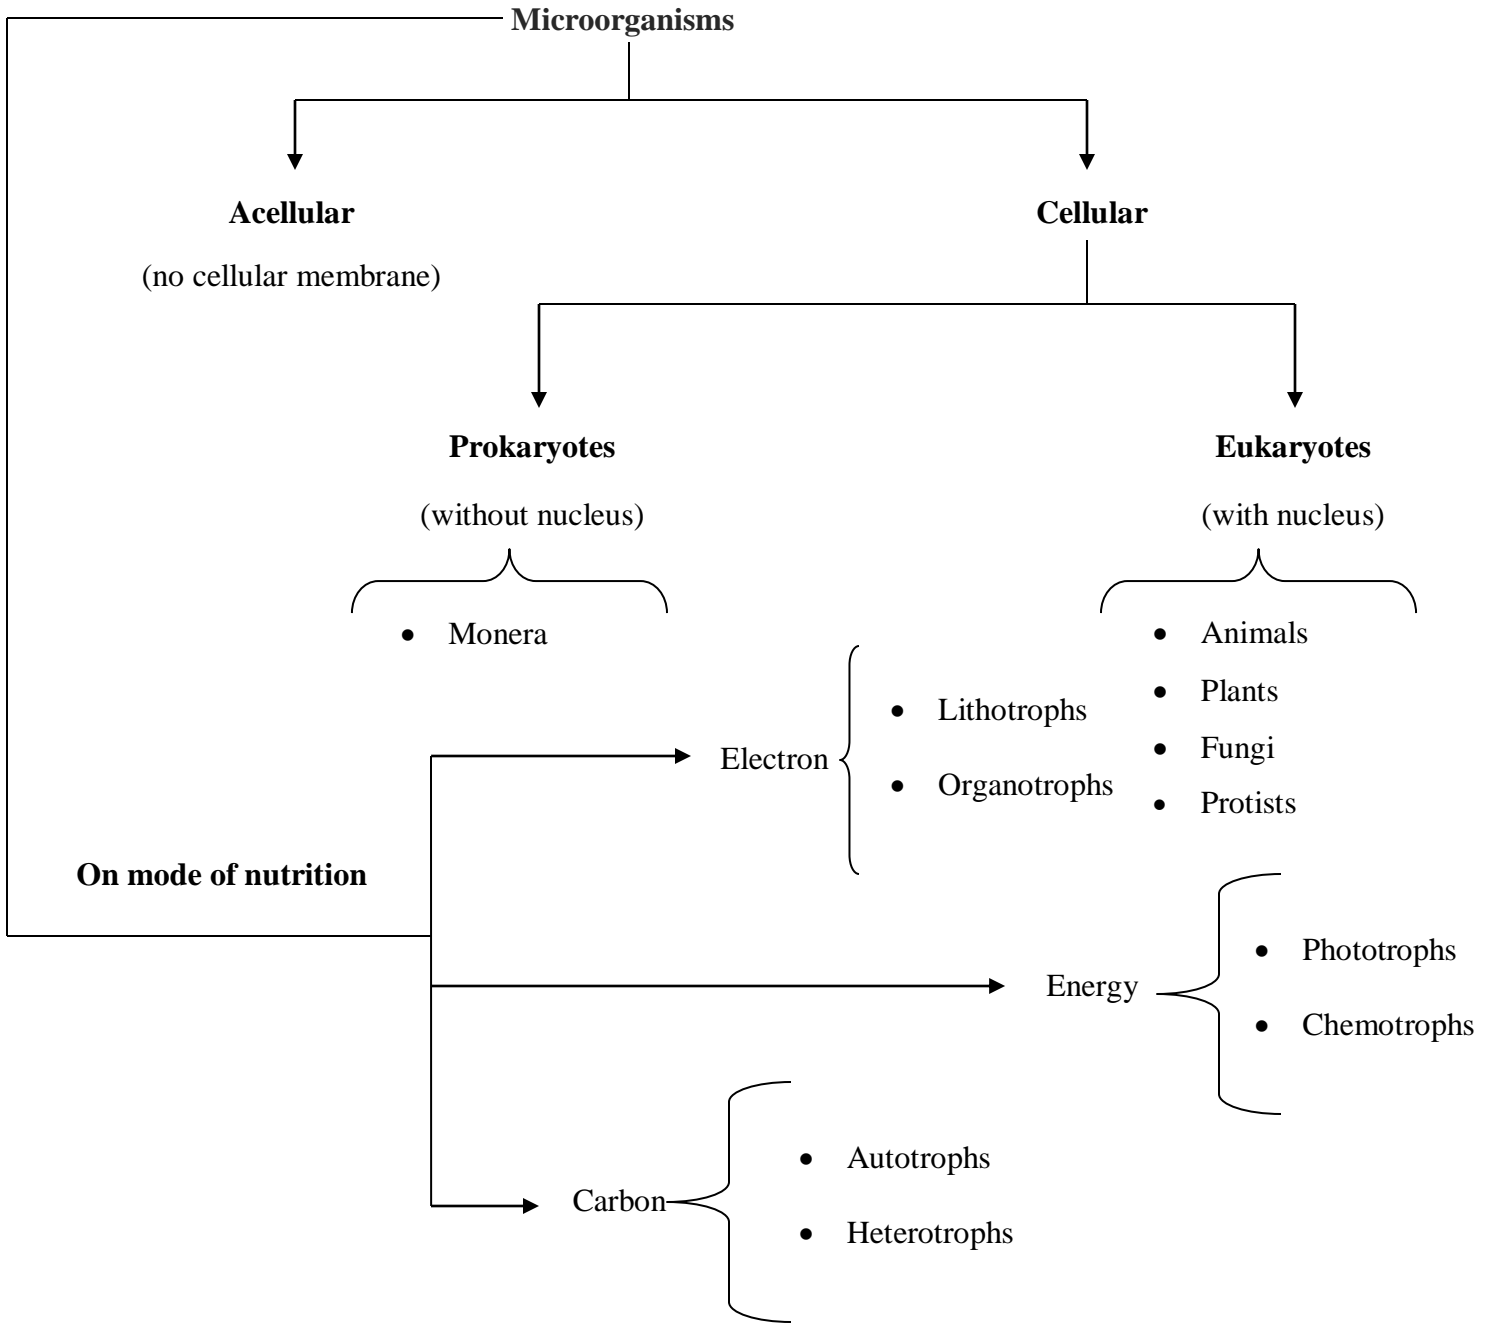 Microorganisms
Acellular
(no cellular membrane)
Cellular
Prokaryotes
(without nucleus)
• Monera
Eukaryotes
(with nucleus)
• Animals
• Plants
• Fungi
• Protists
On mode of nutrition
Electron
• Lithotrophs
• Organotrophs
Energy
• Phototrophs
• Chemotrophs
Carbon
• Autotrophs
• Heterotrophs